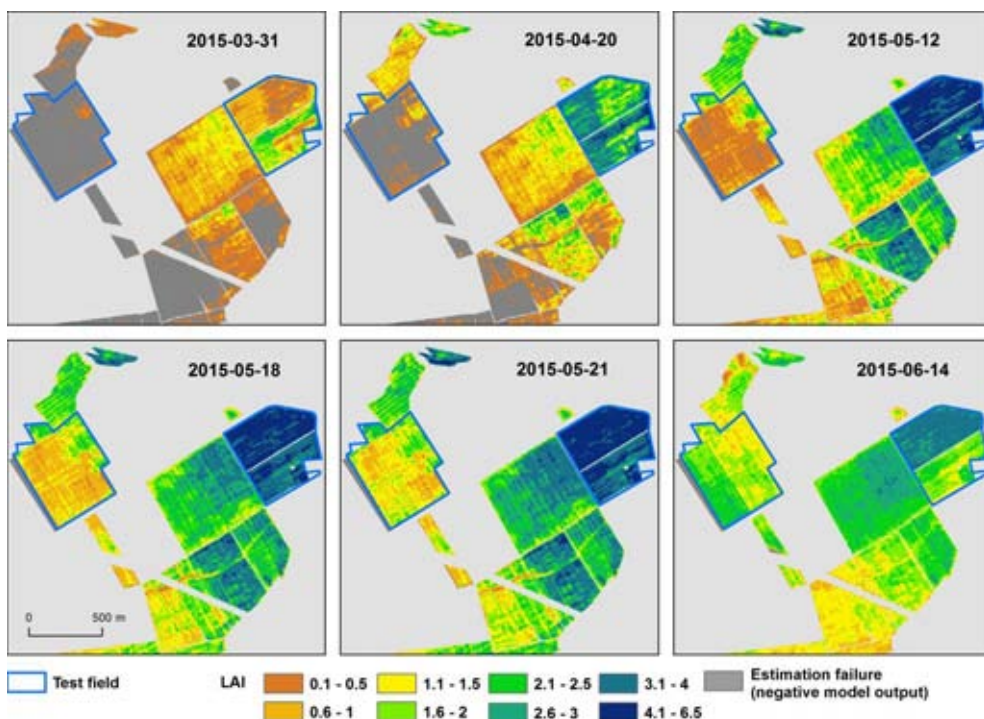 2015-03-31
2015-04-20
2015-05-12
2015-05-18
2015-05-21
2015-06-14
0 500 m
Test field
LAI
0.1 - 0.5
1.1 - 1.5
2.1 - 2.5
3.1 - 4
Estimation failure
(negative model output)
0.6 - 1
1.6 - 2
2.6 - 3
4.1 - 6.5